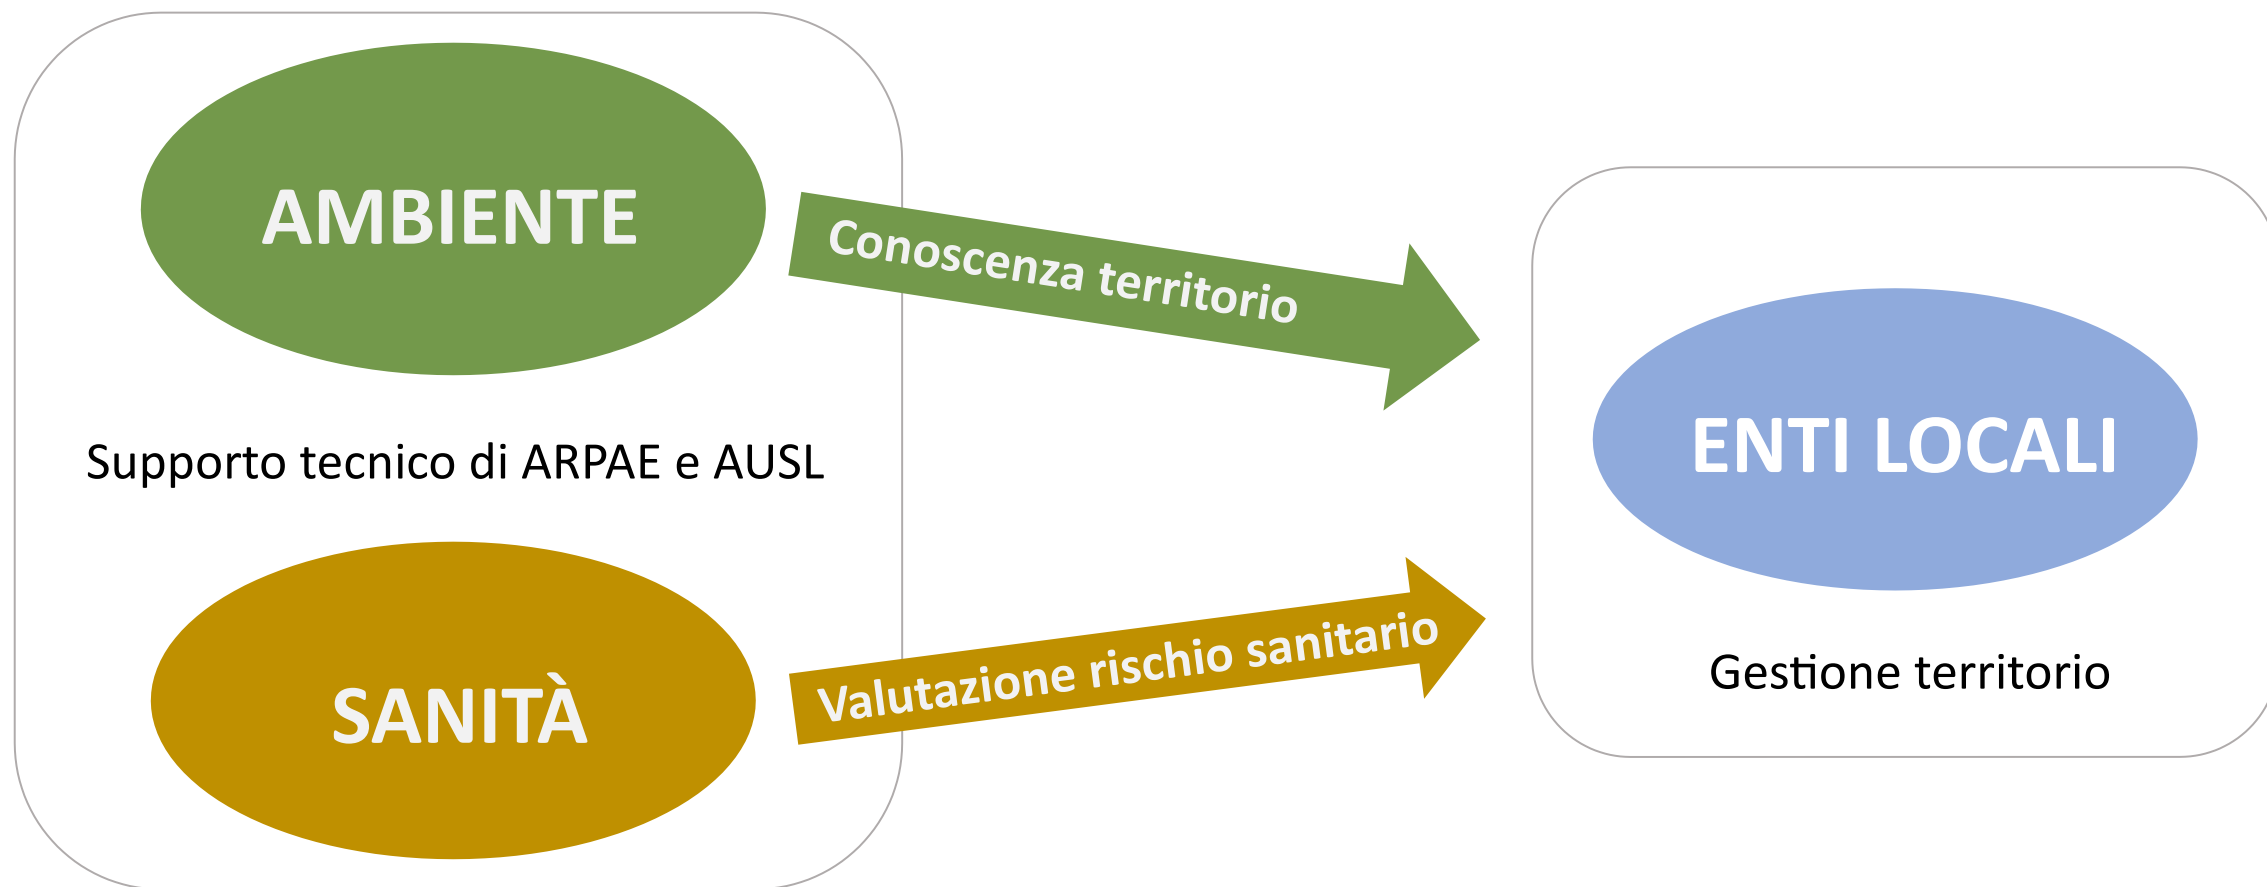 AMBIENTE
Conoscenza territorio
Supporto tecnico di ARPAE e AUSL
SANITÀ
Valutazione rischio sanitario
ENTI LOCALI
Gestione territorio